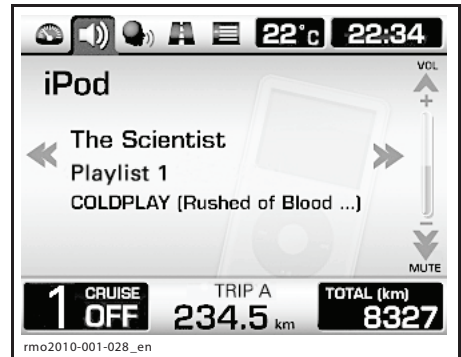 22°C 22:34
VOL
iPod
+
The Scientist
Playlist 1
COLDPLAY (Rushed of Blood ...)
−
MUTE
1 CRUISE OFF
TRIP A
234.5 km
TOTAL (km)
8327
rmo2010-001-028_en